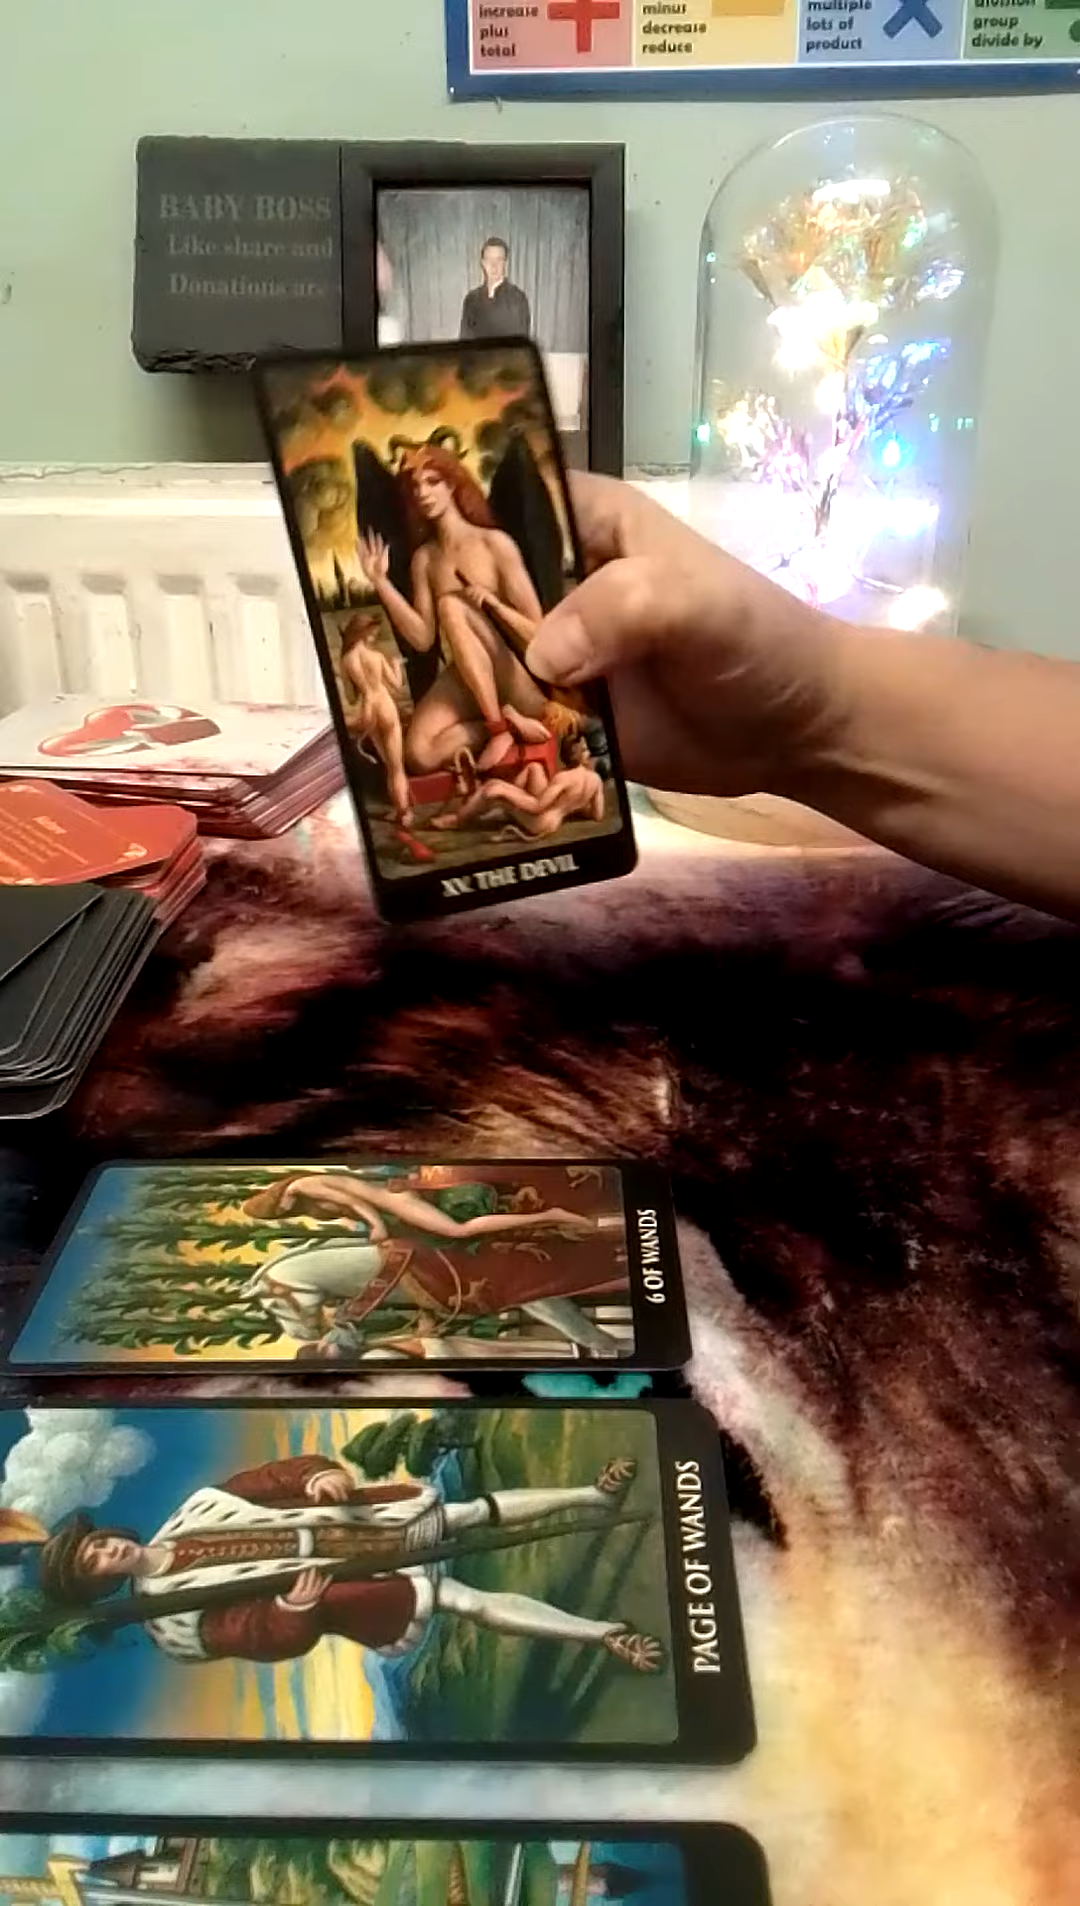 increase
plus
total
minus
decrease
reduce
multiple
lots of
product
division
group
divide by
BABY BOSS
Like share and
Donations are
XV. THE DEVIL
6 OF WANDS
PAGE OF WANDS